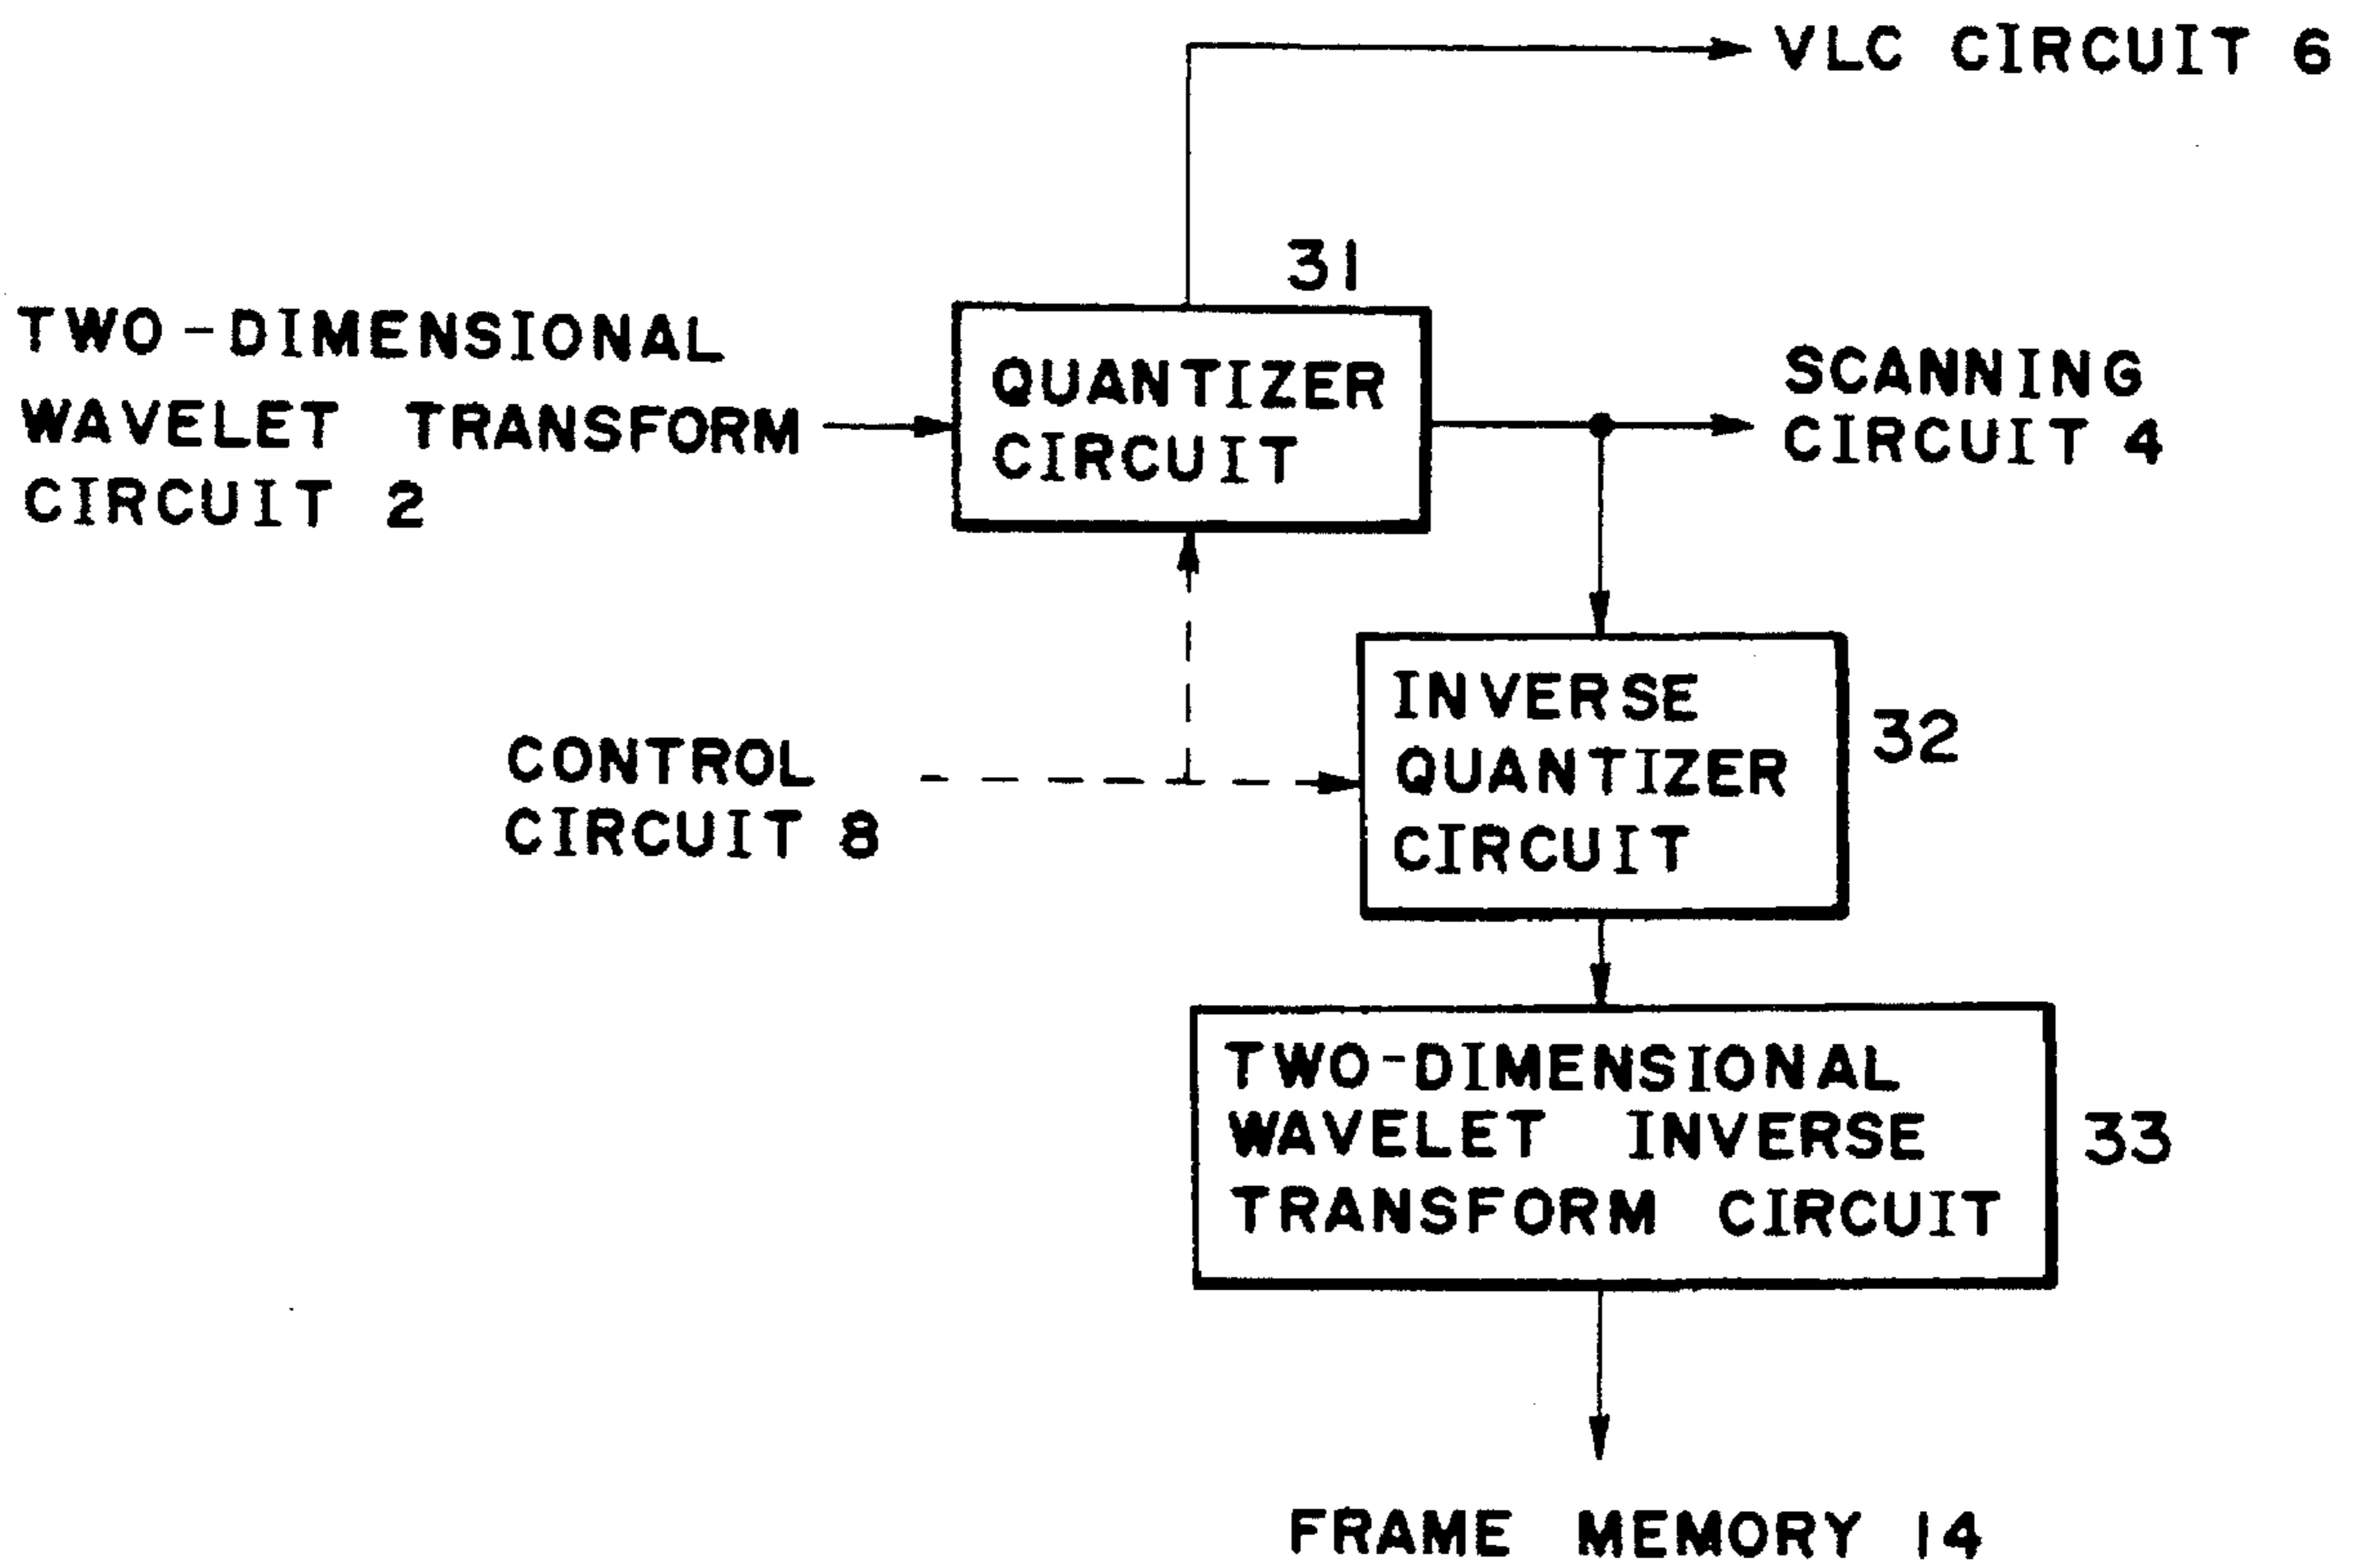 VLC CIRCUIT 6
31
TWO-DIMENSIONAL
WAVELET TRANSFORM
CIRCUIT 2
QUANTIZER
CIRCUIT
SCANNING
CIRCUIT 4
CONTROL
CIRCUIT 8
INVERSE
QUANTIZER
CIRCUIT
32
TWO-DIMENSIONAL
WAVELET INVERSE
TRANSFORM CIRCUIT
33
FRAME MEMORY 14